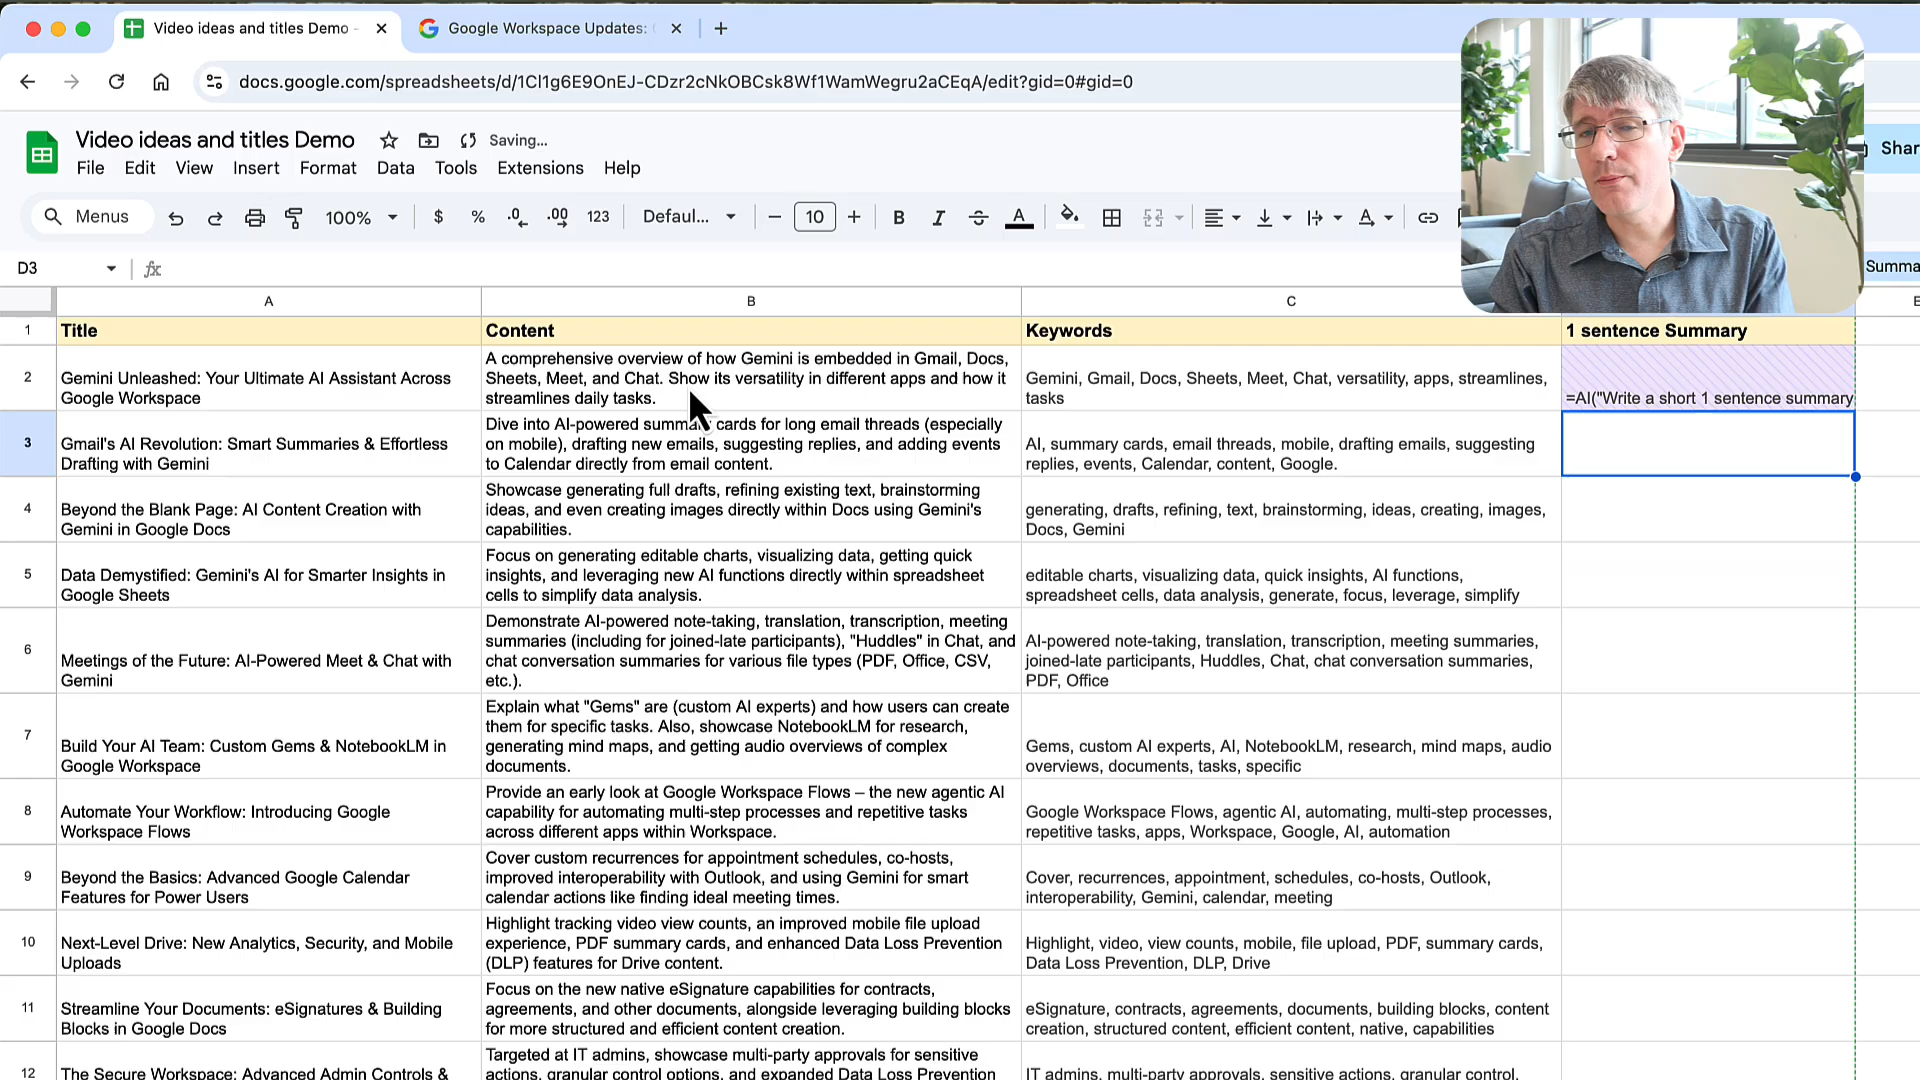 Video ideas and titles Demo -
Google Workspace Updates:
docs.google.com/spreadsheets/d/1Cl1g6E9OnEJ-CDzr2cNkOBCsk8Wf1WamWegru2aCEqA/edit?gid=0#gid=0
Video ideas and titles Demo
Saving...
Shar
File Edit View Insert Format Data Tools Extensions Help
Menus 100% $ % .0 .00 123 Defaul... 10 B I S A
D3 fx
Summa
A B C E
1 Title Content Keywords 1 sentence Summary
2
Gemini Unleashed: Your Ultimate AI Assistant Across
Google Workspace
A comprehensive overview of how Gemini is embedded in Gmail, Docs,
Sheets, Meet, and Chat. Show its versatility in different apps and how it
streamlines daily tasks.
Gemini, Gmail, Docs, Sheets, Meet, Chat, versatility, apps, streamlines,
tasks
=AI("Write a short 1 sentence summary
3
Gmail's AI Revolution: Smart Summaries & Effortless
Drafting with Gemini
Dive into AI-powered summary cards for long email threads (especially
on mobile), drafting new emails, suggesting replies, and adding events
to Calendar directly from email content.
AI, summary cards, email threads, mobile, drafting emails, suggesting
replies, events, Calendar, content, Google.
4
Beyond the Blank Page: AI Content Creation with
Gemini in Google Docs
Showcase generating full drafts, refining existing text, brainstorming
ideas, and even creating images directly within Docs using Gemini's
capabilities.
generating, drafts, refining, text, brainstorming, ideas, creating, images,
Docs, Gemini
5
Data Demystified: Gemini's AI for Smarter Insights in
Google Sheets
Focus on generating editable charts, visualizing data, getting quick
insights, and leveraging new AI functions directly within spreadsheet
cells to simplify data analysis.
editable charts, visualizing data, quick insights, AI functions,
spreadsheet cells, data analysis, generate, focus, leverage, simplify
6
Meetings of the Future: AI-Powered Meet & Chat with
Gemini
Demonstrate AI-powered note-taking, translation, transcription, meeting
summaries (including for joined-late participants), "Huddles" in Chat, and
chat conversation summaries for various file types (PDF, Office, CSV,
etc.).
AI-powered note-taking, translation, transcription, meeting summaries,
joined-late participants, Huddles, Chat, chat conversation summaries,
PDF, Office
7
Build Your AI Team: Custom Gems & NotebookLM in
Google Workspace
Explain what "Gems" are (custom AI experts) and how users can create
them for specific tasks. Also, showcase NotebookLM for research,
generating mind maps, and getting audio overviews of complex
documents.
Gems, custom AI experts, AI, NotebookLM, research, mind maps, audio
overviews, documents, tasks, specific
8
Automate Your Workflow: Introducing Google
Workspace Flows
Provide an early look at Google Workspace Flows – the new agentic AI
capability for automating multi-step processes and repetitive tasks
across different apps within Workspace.
Google Workspace Flows, agentic AI, automating, multi-step processes,
repetitive tasks, apps, Workspace, Google, AI, automation
9
Beyond the Basics: Advanced Google Calendar
Features for Power Users
Cover custom recurrences for appointment schedules, co-hosts,
improved interoperability with Outlook, and using Gemini for smart
calendar actions like finding ideal meeting times.
Cover, recurrences, appointment, schedules, co-hosts, Outlook,
interoperability, Gemini, calendar, meeting
10
Next-Level Drive: New Analytics, Security, and Mobile
Uploads
Highlight tracking video view counts, an improved mobile file upload
experience, PDF summary cards, and enhanced Data Loss Prevention
(DLP) features for Drive content.
Highlight, video, view counts, mobile, file upload, PDF, summary cards,
Data Loss Prevention, DLP, Drive
11
Streamline Your Documents: eSignatures & Building
Blocks in Google Docs
Focus on the new native eSignature capabilities for contracts,
agreements, and other documents, alongside leveraging building blocks
for more structured and efficient content creation.
eSignature, contracts, agreements, documents, building blocks, content
creation, structured content, efficient content, native, capabilities
12
The Secure Workspace: Advanced Admin Controls &
Targeted at IT admins, showcase multi-party approvals for sensitive
actions, granular control options, and expanded Data Loss Prevention
IT admins, multi-party approvals, sensitive actions, granular control,